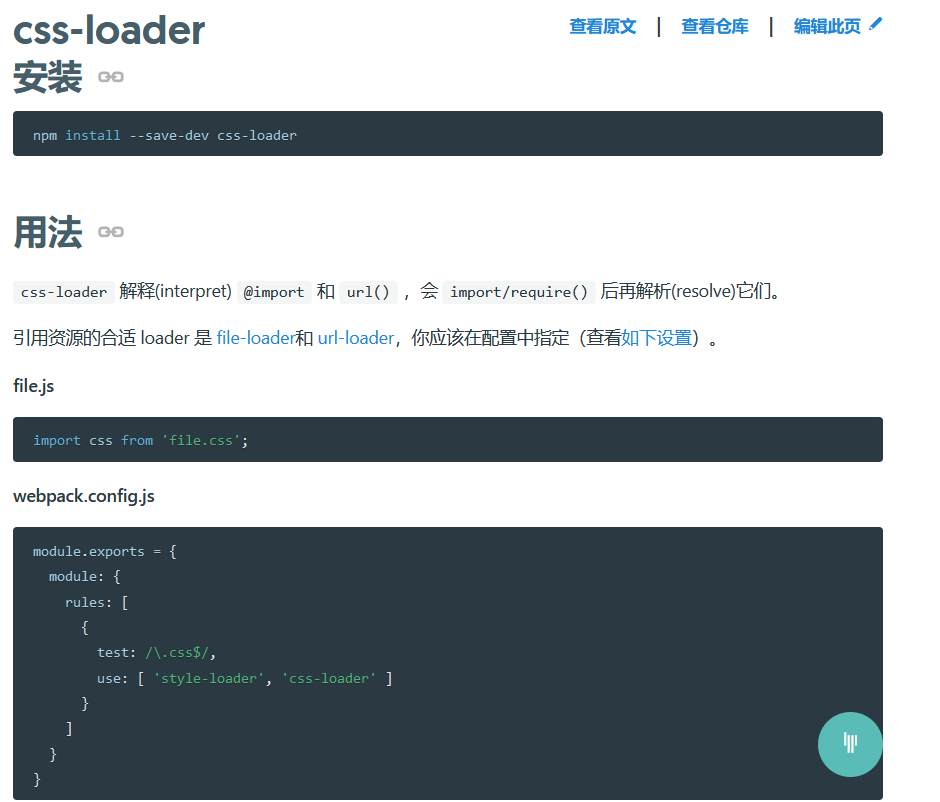 css-loader
查看原文 | 查看仓库 | 编辑此页
安装
npm install --save-dev css-loader
用法
css-loader 解释(interpret) @import 和 url() ，会 import/require() 后再解析(resolve)它们。
引用资源的合适 loader 是 file-loader和 url-loader，你应该在配置中指定（查看如下设置）。
file.js
import css from 'file.css';
webpack.config.js
module.exports = {
  module: {
    rules: [
      {
        test: /\.css$/,
        use: [ 'style-loader', 'css-loader' ]
      }
    ]
  }
}